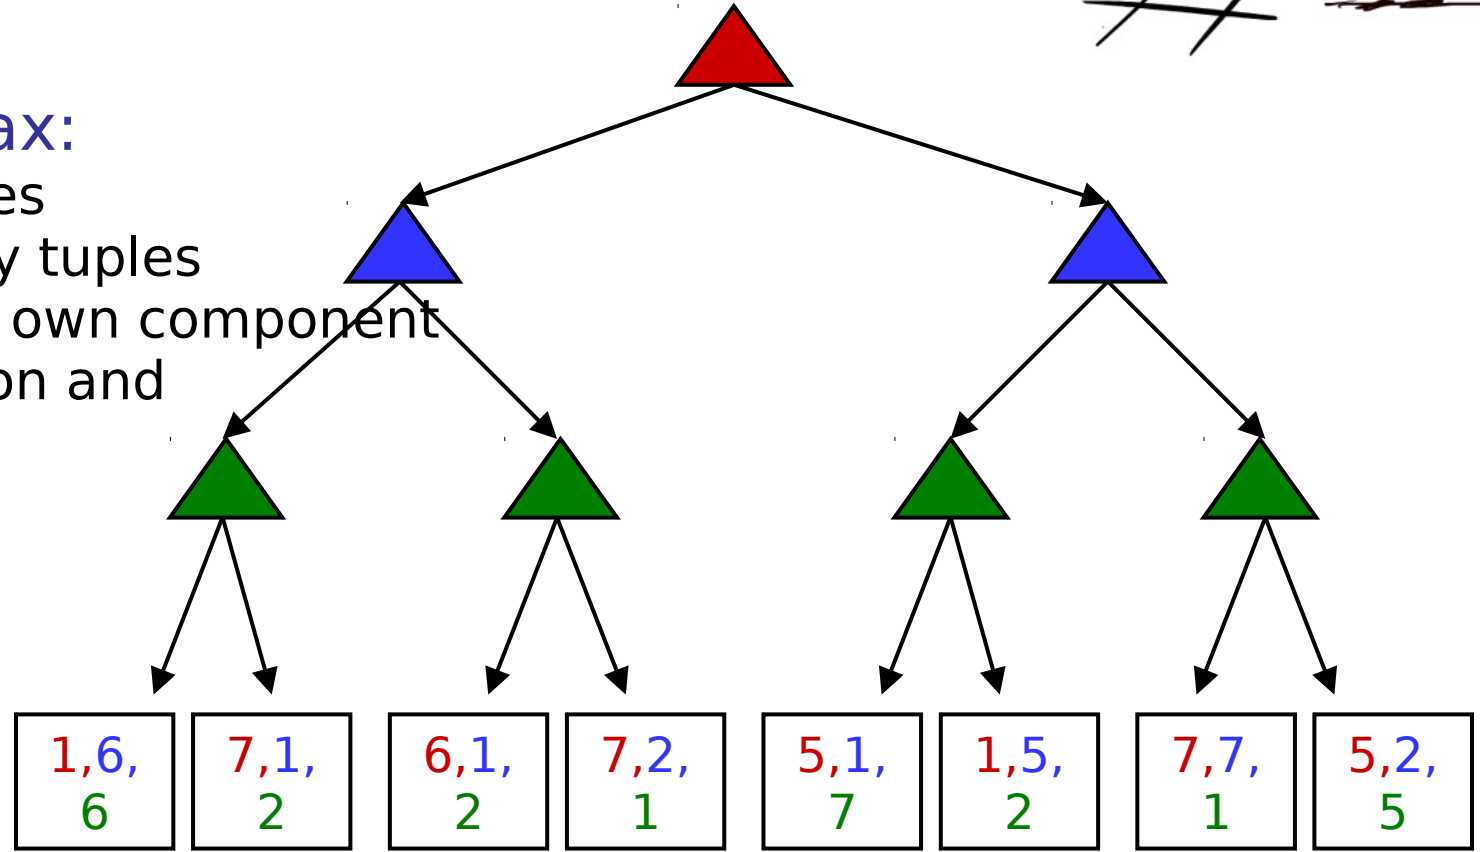 ax:
es
y tuples
own component
on and
1,6, 7,1, 6,1, 7,2, 5,1, 1,5, 7,7, 5,2,
6 2 2 1 7 2 1 5